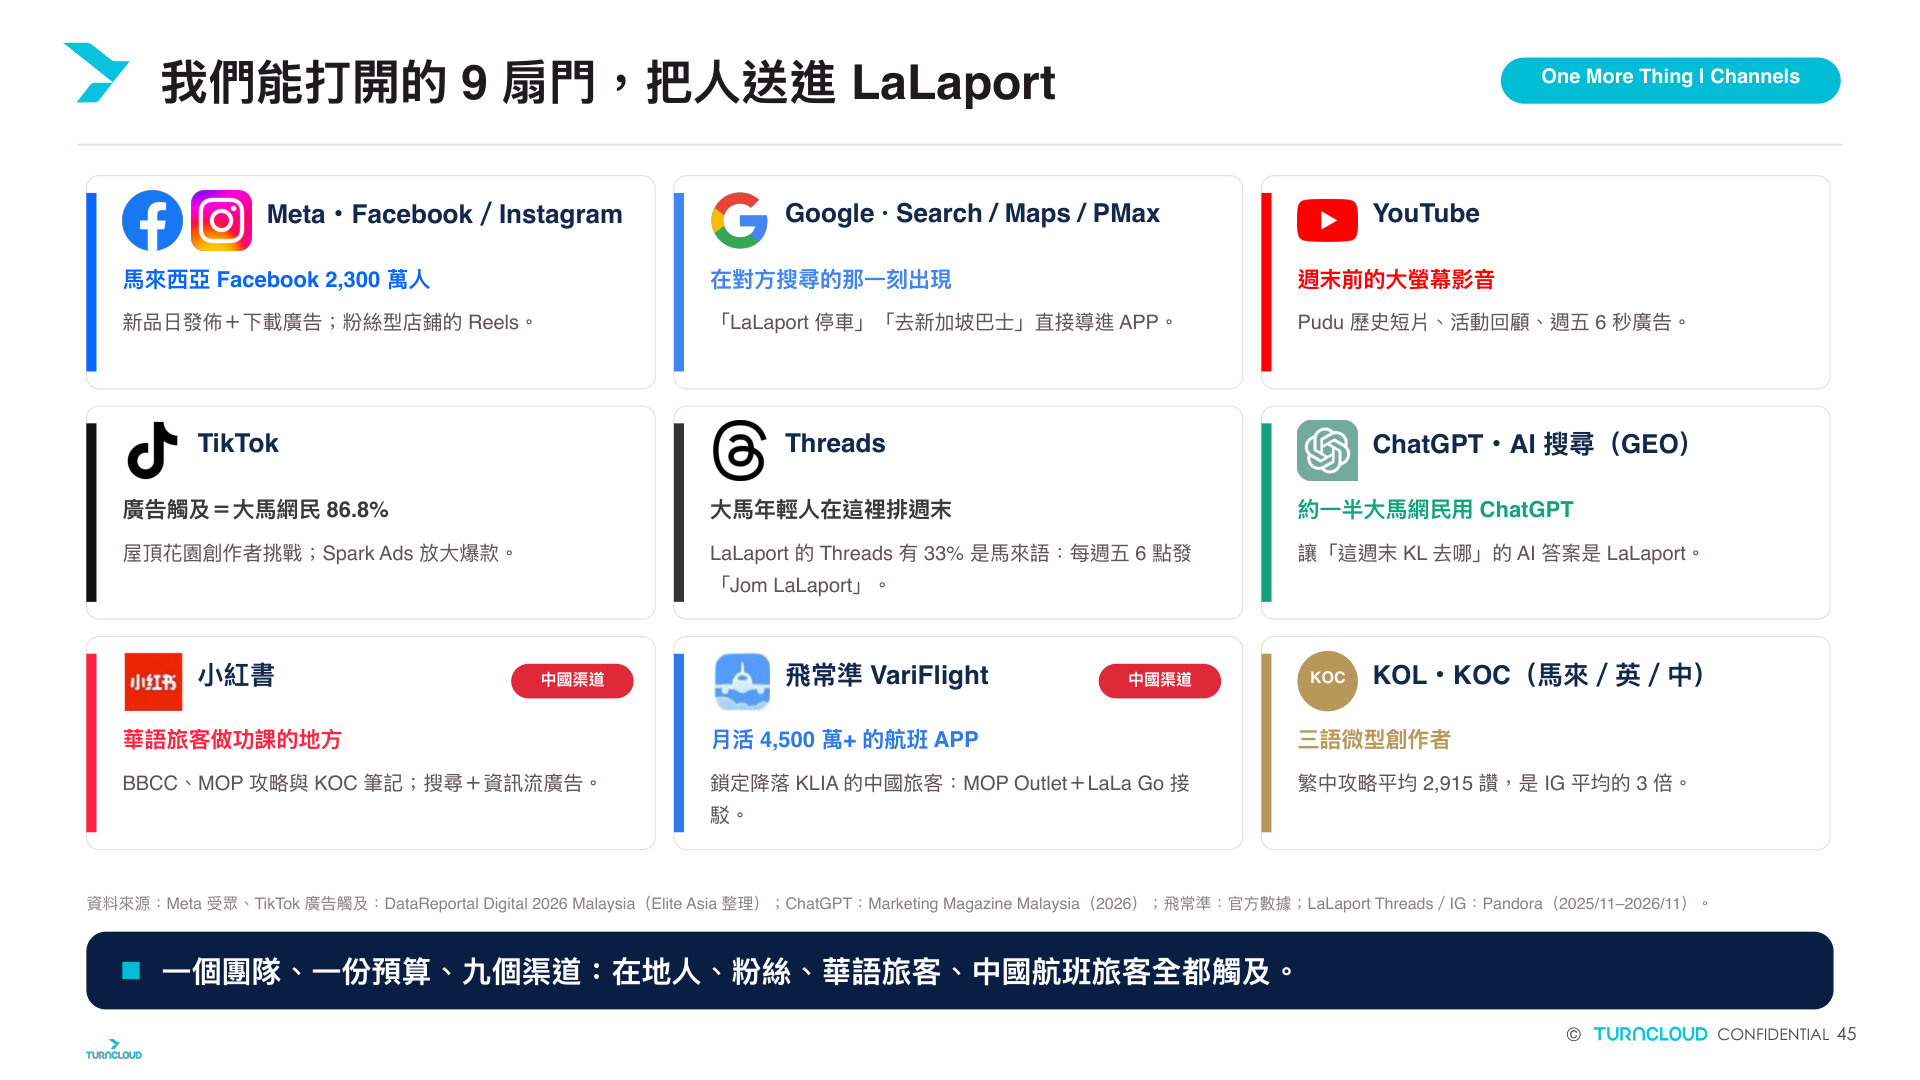 我們能打開的 9 扇門，把人送進 LaLaport
One More Thing | Channels
Meta・Facebook / Instagram
馬來西亞 Facebook 2,300 萬人
新品日發佈＋下載廣告；粉絲型店鋪的 Reels。
Google · Search / Maps / PMax
在對方搜尋的那一刻出現
「LaLaport 停車」「去新加坡巴士」直接導進 APP。
YouTube
週末前的大螢幕影音
Pudu 歷史短片、活動回顧、週五 6 秒廣告。
TikTok
廣告觸及＝大馬網民 86.8%
屋頂花園創作者挑戰；Spark Ads 放大爆款。
Threads
大馬年輕人在這裡排週末
LaLaport 的 Threads 有 33% 是馬來語：每週五 6 點發
「Jom LaLaport」。
ChatGPT・AI 搜尋（GEO）
約一半大馬網民用 ChatGPT
讓「這週末 KL 去哪」的 AI 答案是 LaLaport。
小红书
小紅書
中國渠道
華語旅客做功課的地方
BBCC、MOP 攻略與 KOC 筆記；搜尋＋資訊流廣告。
飛常準 VariFlight
中國渠道
月活 4,500 萬+ 的航班 APP
鎖定降落 KLIA 的中國旅客：MOP Outlet＋LaLa Go 接
駁。
KOC
KOL・KOC（馬來 / 英 / 中）
三語微型創作者
繁中攻略平均 2,915 讚，是 IG 平均的 3 倍。
資料來源：Meta 受眾、TikTok 廣告觸及：DataReportal Digital 2026 Malaysia（Elite Asia 整理）；ChatGPT：Marketing Magazine Malaysia（2026）；飛常準：官方數據；LaLaport Threads / IG：Pandora（2025/11–2026/11）。
一個團隊、一份預算、九個渠道：在地人、粉絲、華語旅客、中國航班旅客全都觸及。
TURNCLOUD
© TURNCLOUD CONFIDENTIAL 45